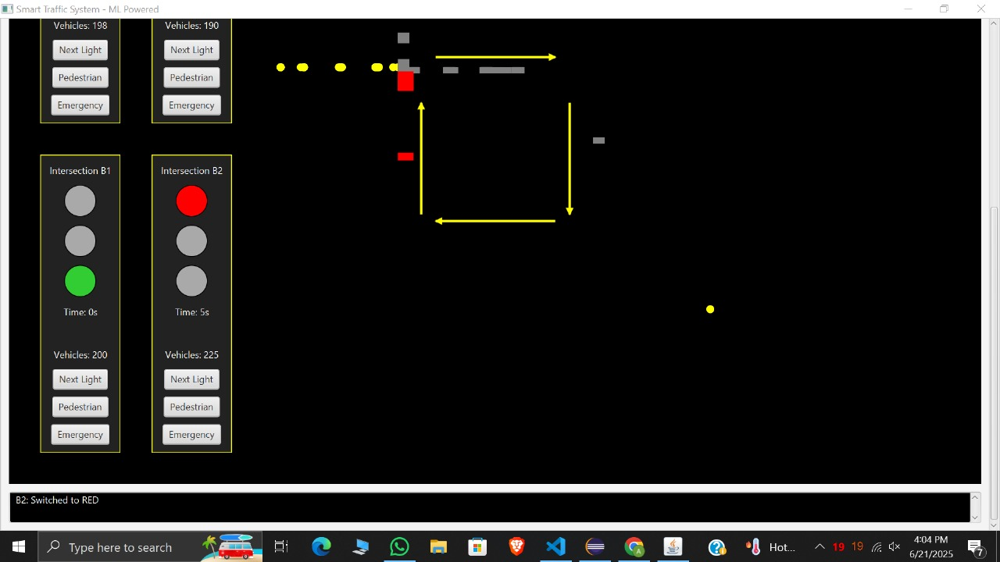 Smart Traffic System - ML Powered
Vehicles: 198
Vehicles: 190
Next Light
Next Light
Pedestrian
Pedestrian
Emergency
Emergency
Intersection B1
Intersection B2
Time: 0s
Time: 5s
Vehicles: 200
Vehicles: 225
Next Light
Next Light
Pedestrian
Pedestrian
Emergency
Emergency
B2: Switched to RED
Type here to search
Hot...
19
19
4:04 PM
6/21/2025
7